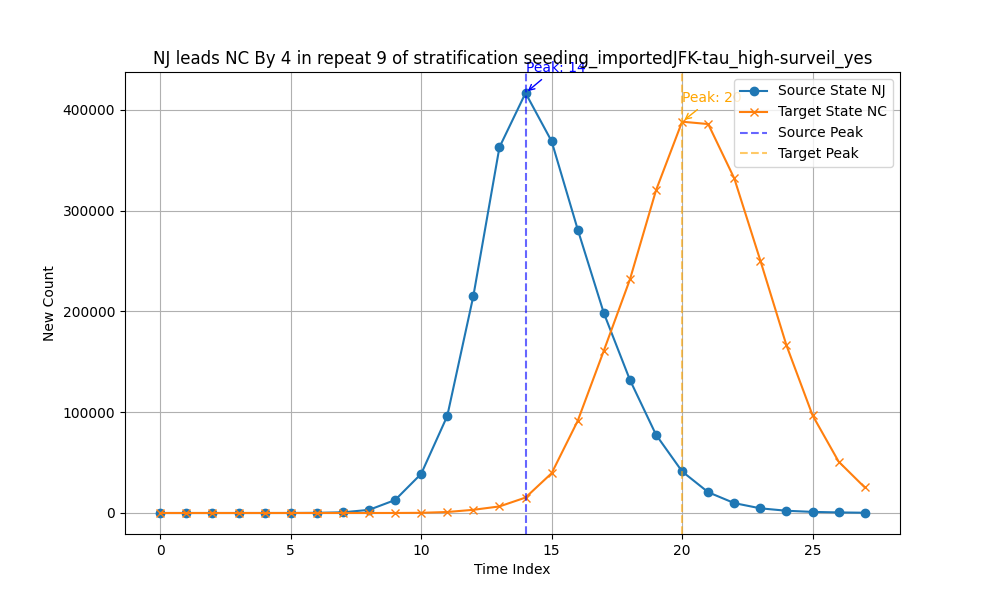 NJ leads NC By 4 in repeat 9 of stratification seeding_importedJFK-tau_high-surveil_yes
Peak: 14
Peak: 2
Source State NJ
Target State NC
Source Peak
Target Peak
New Count
400000
300000
200000
100000
0
0
5
10
15
20
25
Time Index